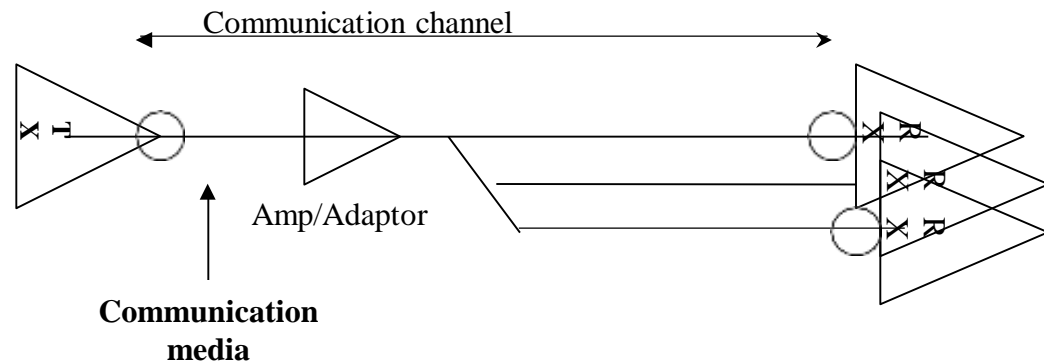 Communication channel
TX
RX
RX
RX
Amp/Adaptor
Communication
media